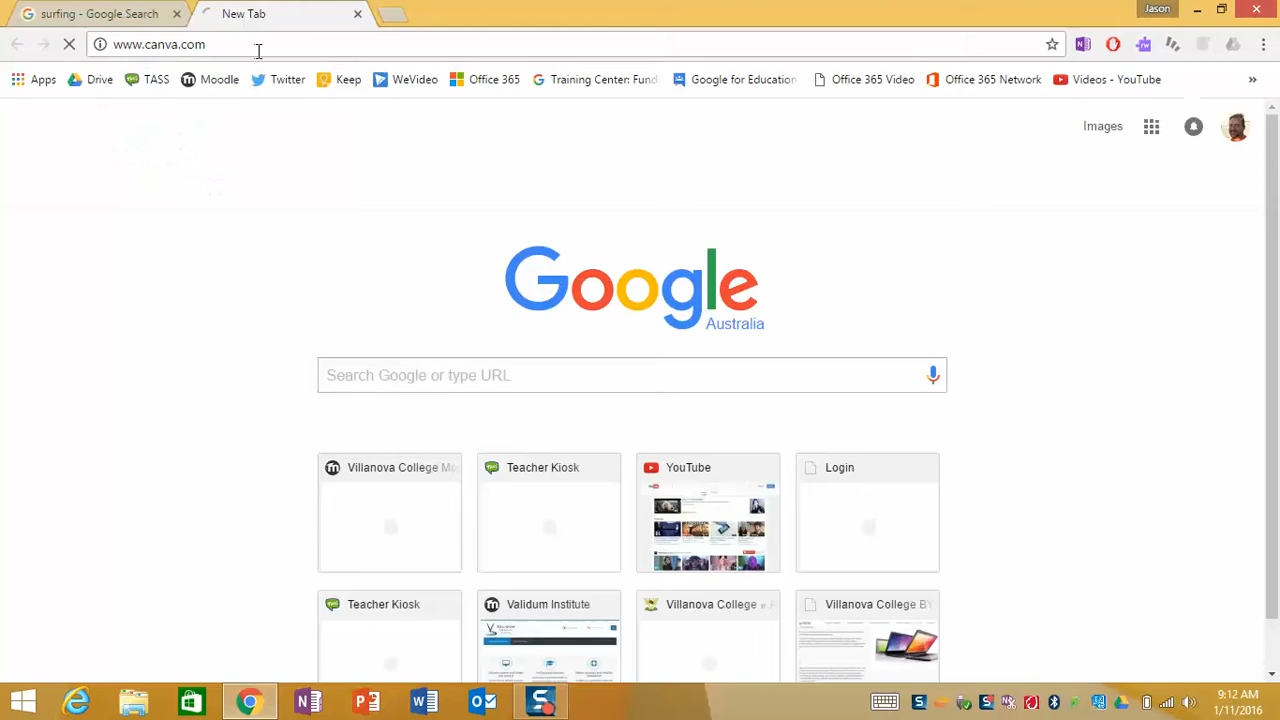 surfing - Google Search
New Tab
Jason
www.canva.com
Apps
Drive
TASS
Moodle
Twitter
Keep
WeVideo
Office 365
Training Center: Fund
Google for Education
Office 365 Video
Office 365 Network
Videos - YouTube
»
Images
Google
Australia
Search Google or type URL
Villanova College Mo
Teacher Kiosk
YouTube
Login
Teacher Kiosk
Validum Institute
Villanova College
Villanova College BY
9:12 AM
1/11/2016